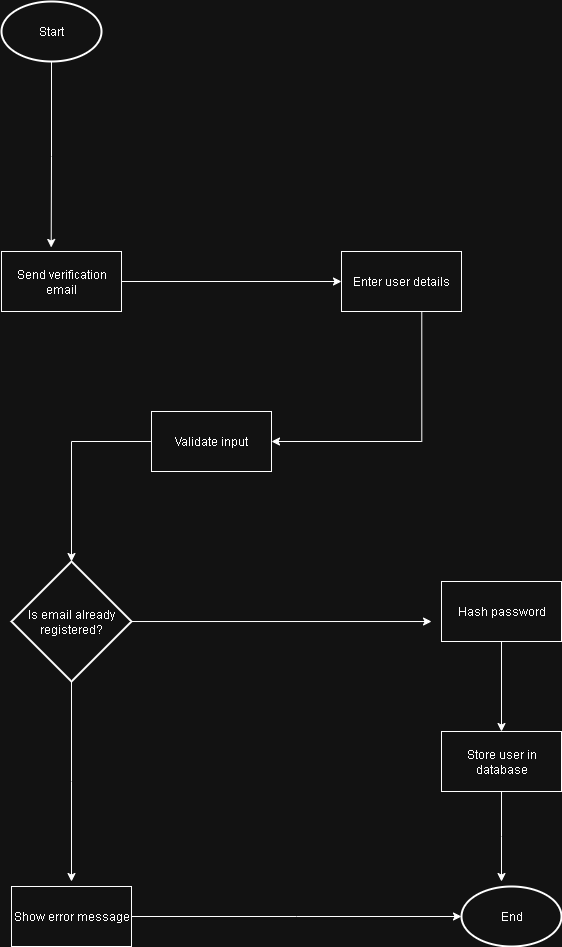 Start
Send verification
email
Enter user details
Validate input
Is email already
registered?
Hash password
Store user in
database
Show error message
End